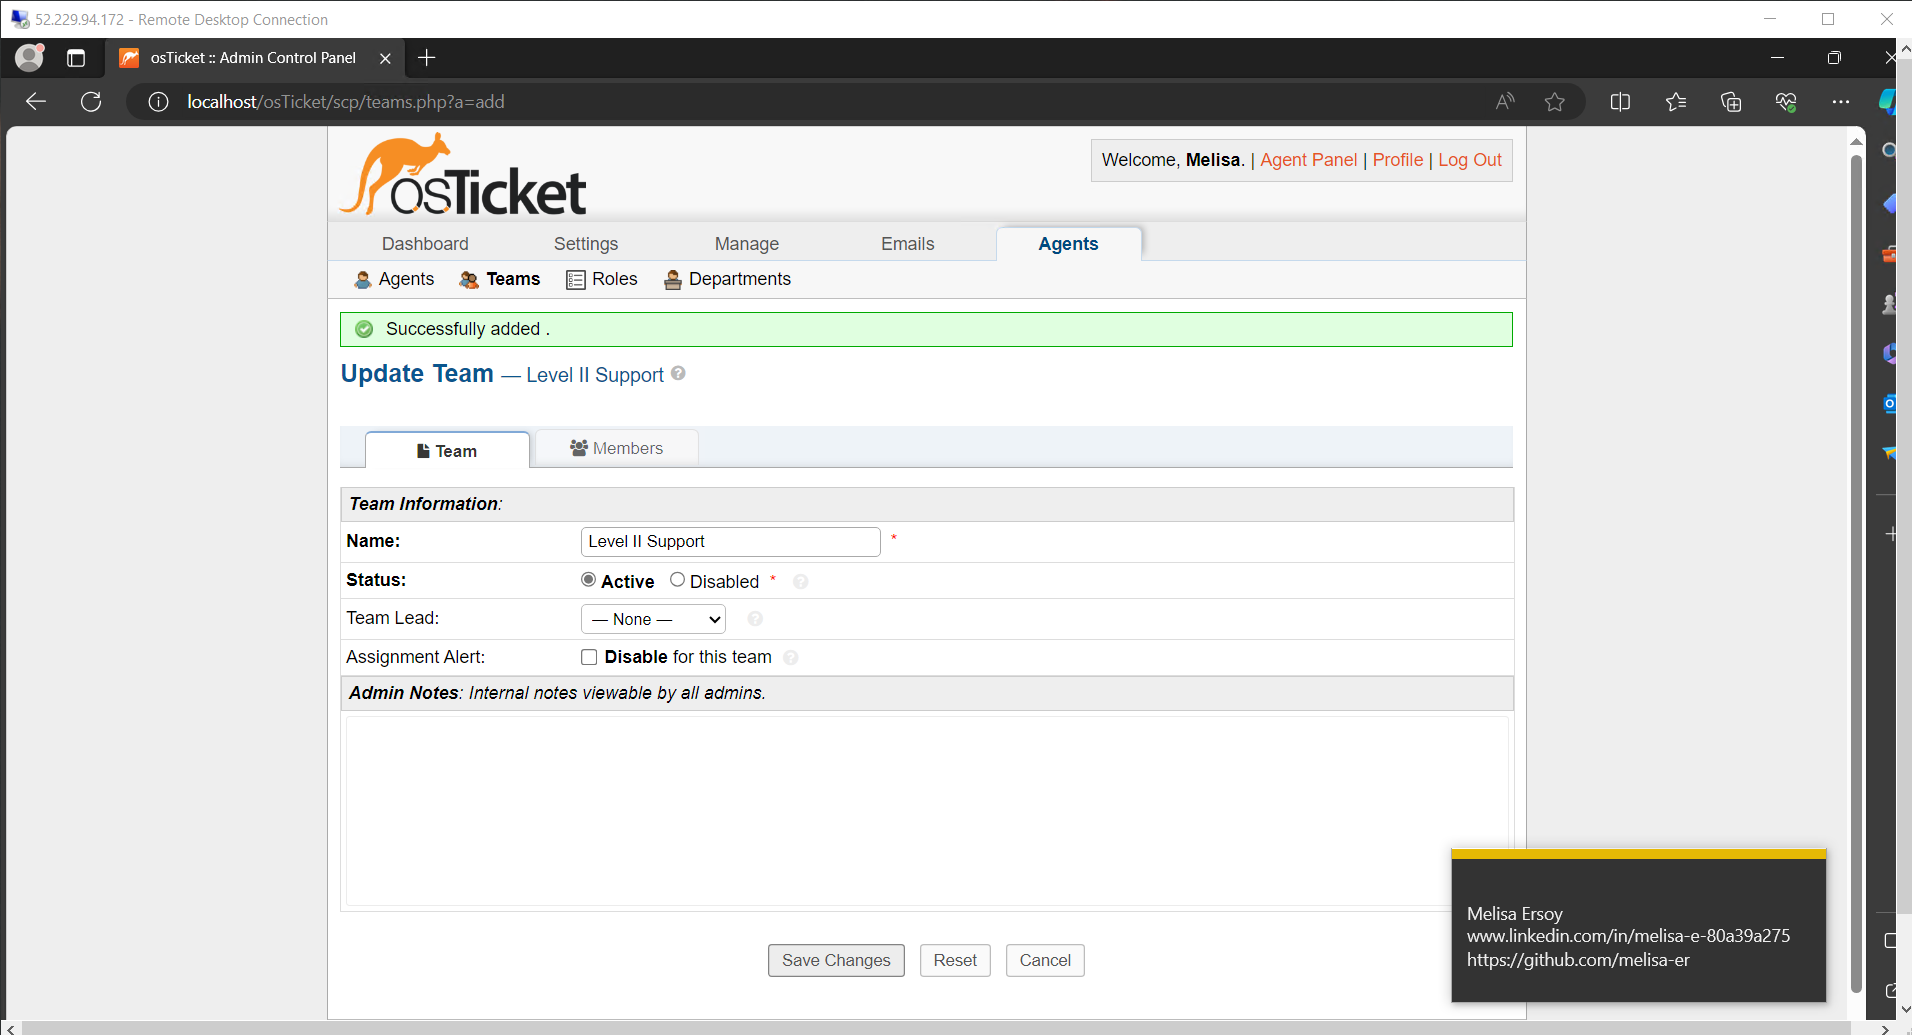 52.229.94.172 - Remote Desktop Connection
osTicket :: Admin Control Panel
localhost/osTicket/scp/teams.php?a=add
osTicket
Welcome, Melisa. | Agent Panel | Profile | Log Out
Dashboard Settings Manage Emails Agents
Agents Teams Roles Departments
Successfully added .
Update Team — Level II Support
Team Members
Team Information:
Name: Level II Support *
Status: Active Disabled *
Team Lead: — None —
Assignment Alert: Disable for this team
Admin Notes: Internal notes viewable by all admins.
Save Changes Reset Cancel
Melisa Ersoy
www.linkedin.com/in/melisa-e-80a39a275
https://github.com/melisa-er